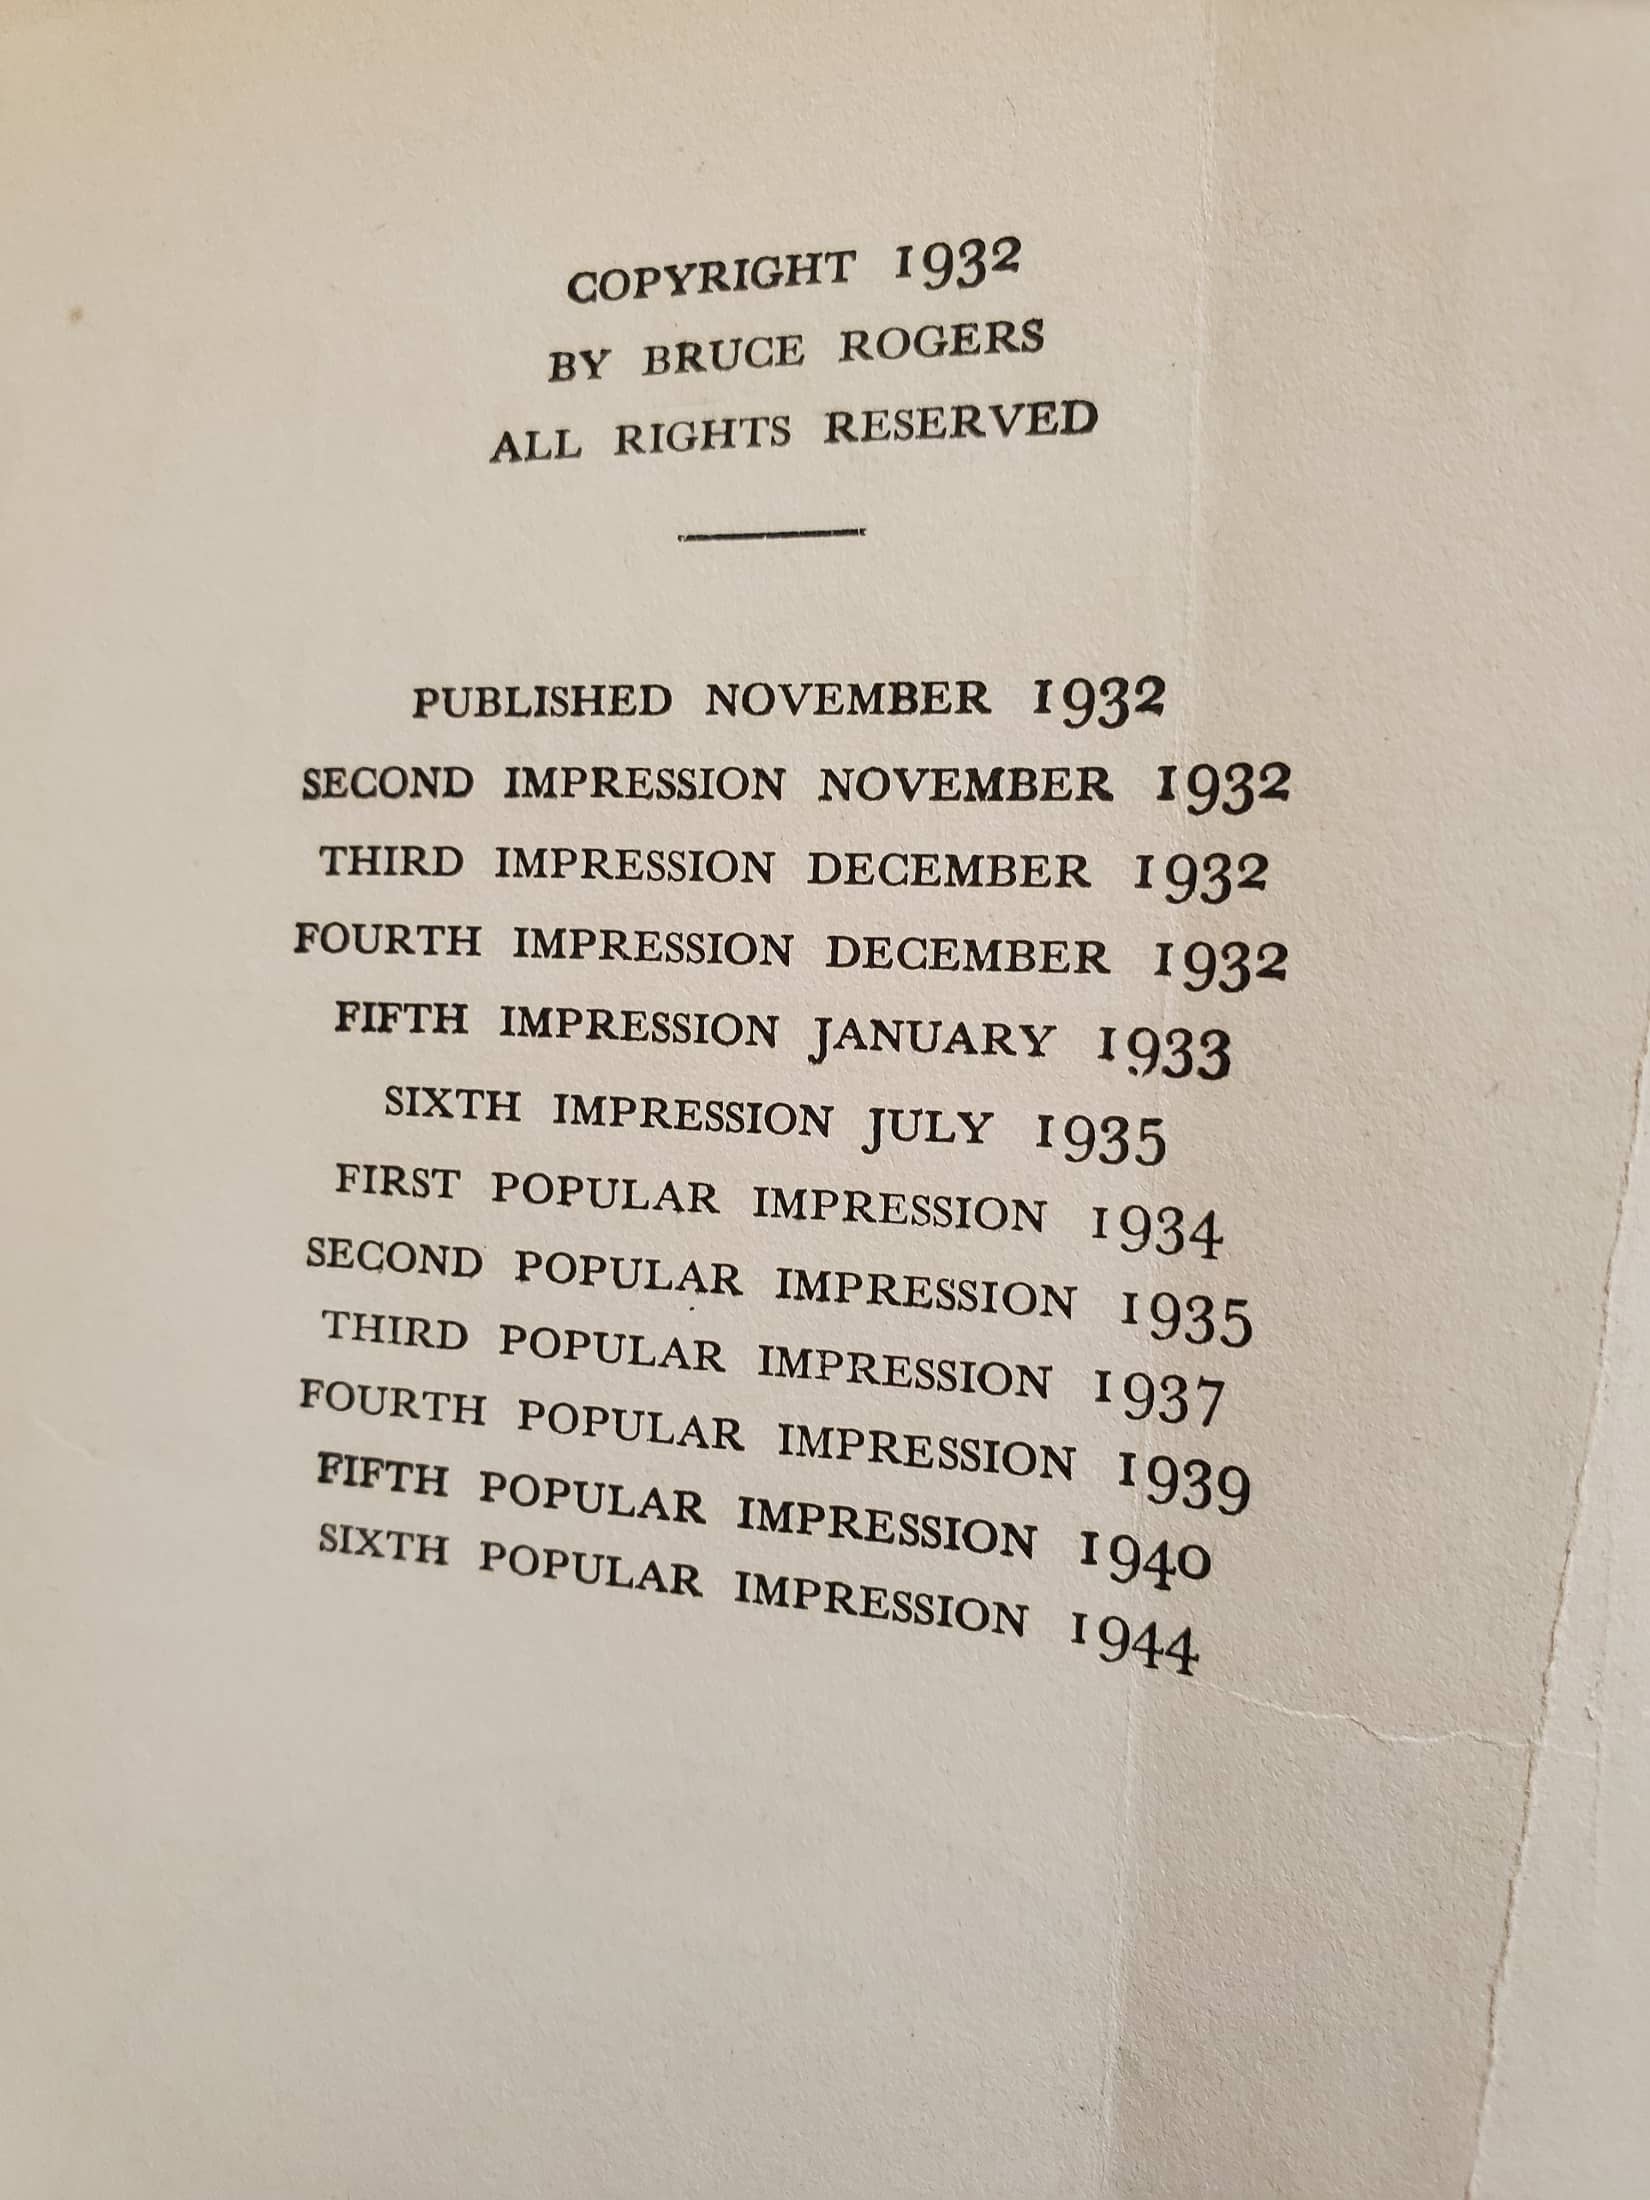 COPYRIGHT 1932
BY BRUCE ROGERS
ALL RIGHTS RESERVED
PUBLISHED NOVEMBER 1932
SECOND IMPRESSION NOVEMBER 1932
THIRD IMPRESSION DECEMBER 1932
FOURTH IMPRESSION DECEMBER 1932
FIFTH IMPRESSION JANUARY 1933
SIXTH IMPRESSION JULY 1935
FIRST POPULAR IMPRESSION 1934
SECOND POPULAR IMPRESSION 1935
THIRD POPULAR IMPRESSION 1937
FOURTH POPULAR IMPRESSION 1939
FIFTH POPULAR IMPRESSION 1940
SIXTH POPULAR IMPRESSION 1944